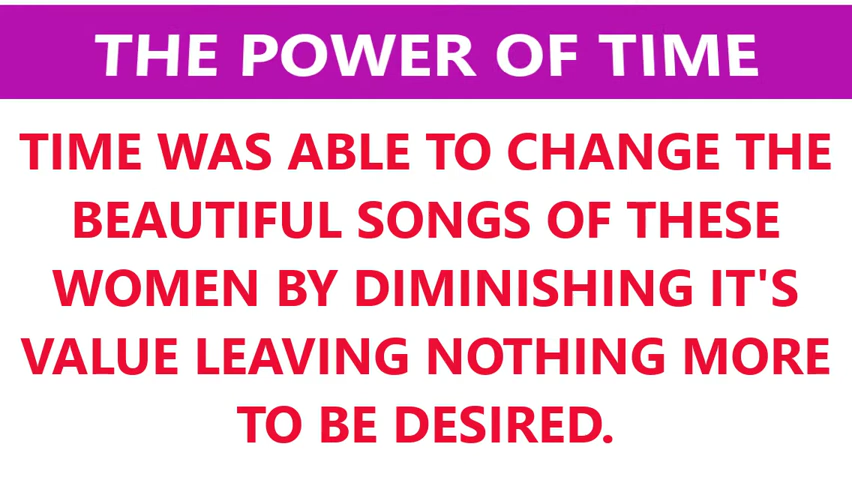 THE POWER OF TIME
TIME WAS ABLE TO CHANGE THE
BEAUTIFUL SONGS OF THESE
WOMEN BY DIMINISHING IT'S
VALUE LEAVING NOTHING MORE
TO BE DESIRED.